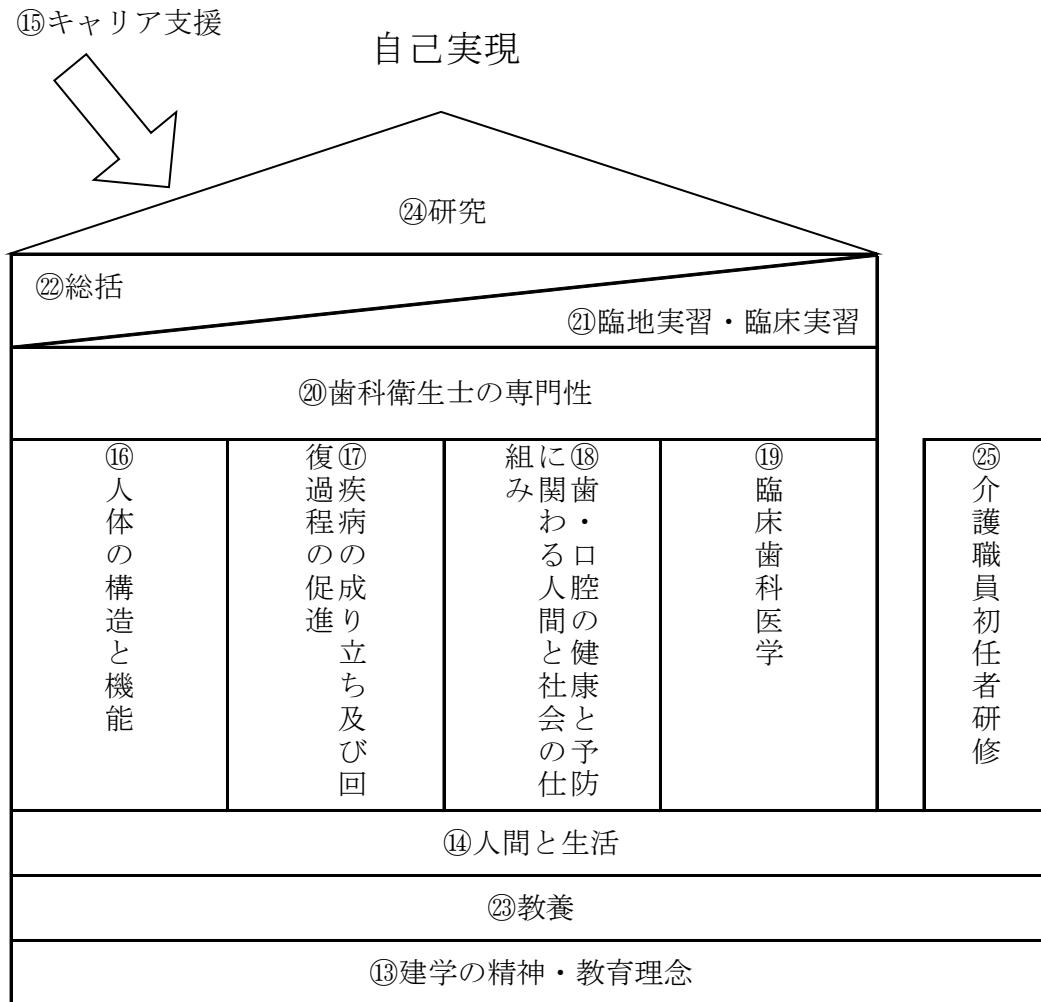 ⑮キャリア支援
自己実現
㉔研究
㉒総括
㉑臨地実習・臨床実習
⑳歯科衛生士の専門性
⑯人体の構造と機能
⑰疾病の成り立ち及び回
復過程の促進
⑱歯・口腔の健康と予防
に関わる人間と社会の仕
組み
⑲臨床歯科医学
㉕介護職員初任者研修
⑭人間と生活
㉓教養
⑬建学の精神・教育理念